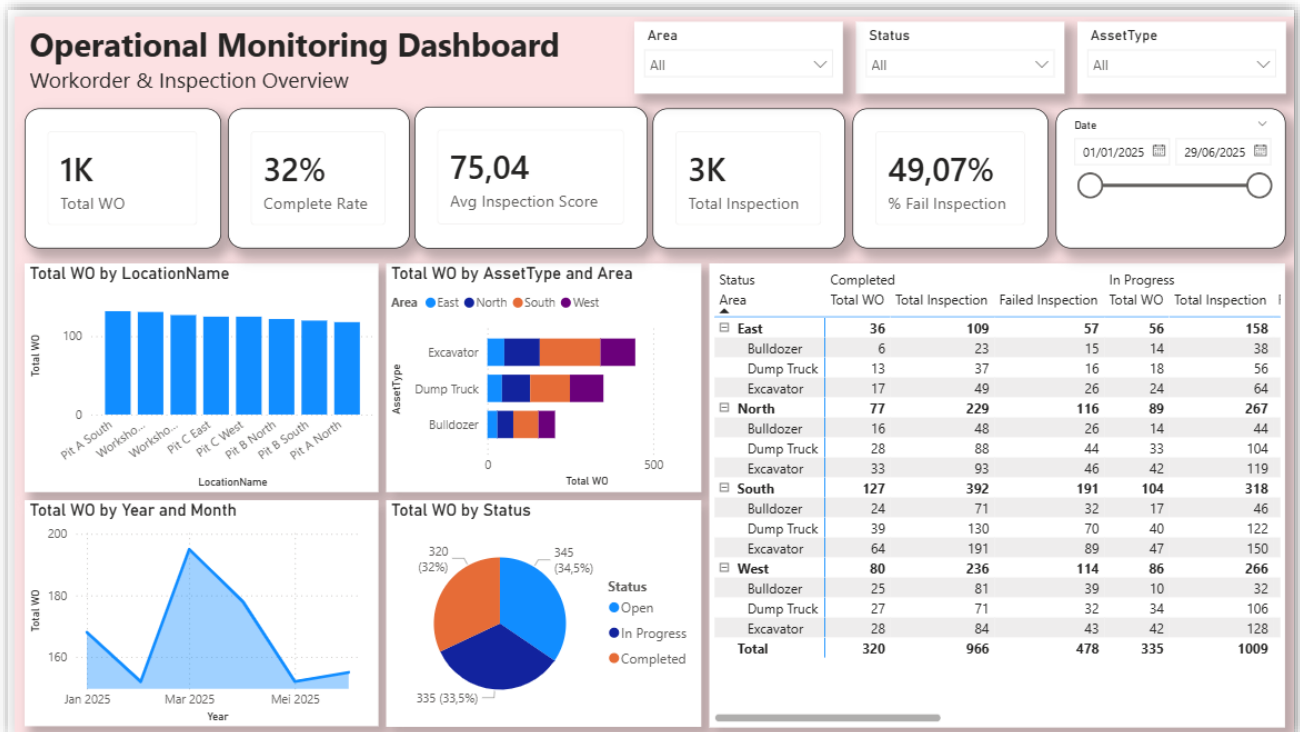 Operational Monitoring Dashboard
Workorder & Inspection Overview
Area
All
Status
All
AssetType
All
1K
Total WO
32%
Complete Rate
75,04
Avg Inspection Score
3K
Total Inspection
49,07%
% Fail Inspection
Date
01/01/2025 29/06/2025
Total WO by LocationName
Total WO
100
0
Pit A South
Worksho...
Worksho...
Pit C East
Pit C West
Pit B North
Pit B South
Pit A North
LocationName
Total WO by AssetType and Area
Area East North South West
AssetType
Excavator
Dump Truck
Bulldozer
0 500
Total WO
Total WO by Year and Month
Total WO
200
180
160
Jan 2025 Mar 2025 Mei 2025
Year
Total WO by Status
320
(32%)
345
(34,5%)
335 (33,5%)
Status
Open
In Progress
Completed
Status Completed In Progress
Area Total WO Total Inspection Failed Inspection Total WO Total Inspection
East 36 109 57 56 158
Bulldozer 6 23 15 14 38
Dump Truck 13 37 16 18 56
Excavator 17 49 26 24 64
North 77 229 116 89 267
Bulldozer 16 48 26 14 44
Dump Truck 28 88 44 33 104
Excavator 33 93 46 42 119
South 127 392 191 104 318
Bulldozer 24 71 32 17 46
Dump Truck 39 130 70 40 122
Excavator 64 191 89 47 150
West 80 236 114 86 266
Bulldozer 25 81 39 10 32
Dump Truck 27 71 32 34 106
Excavator 28 84 43 42 128
Total 320 966 478 335 1009